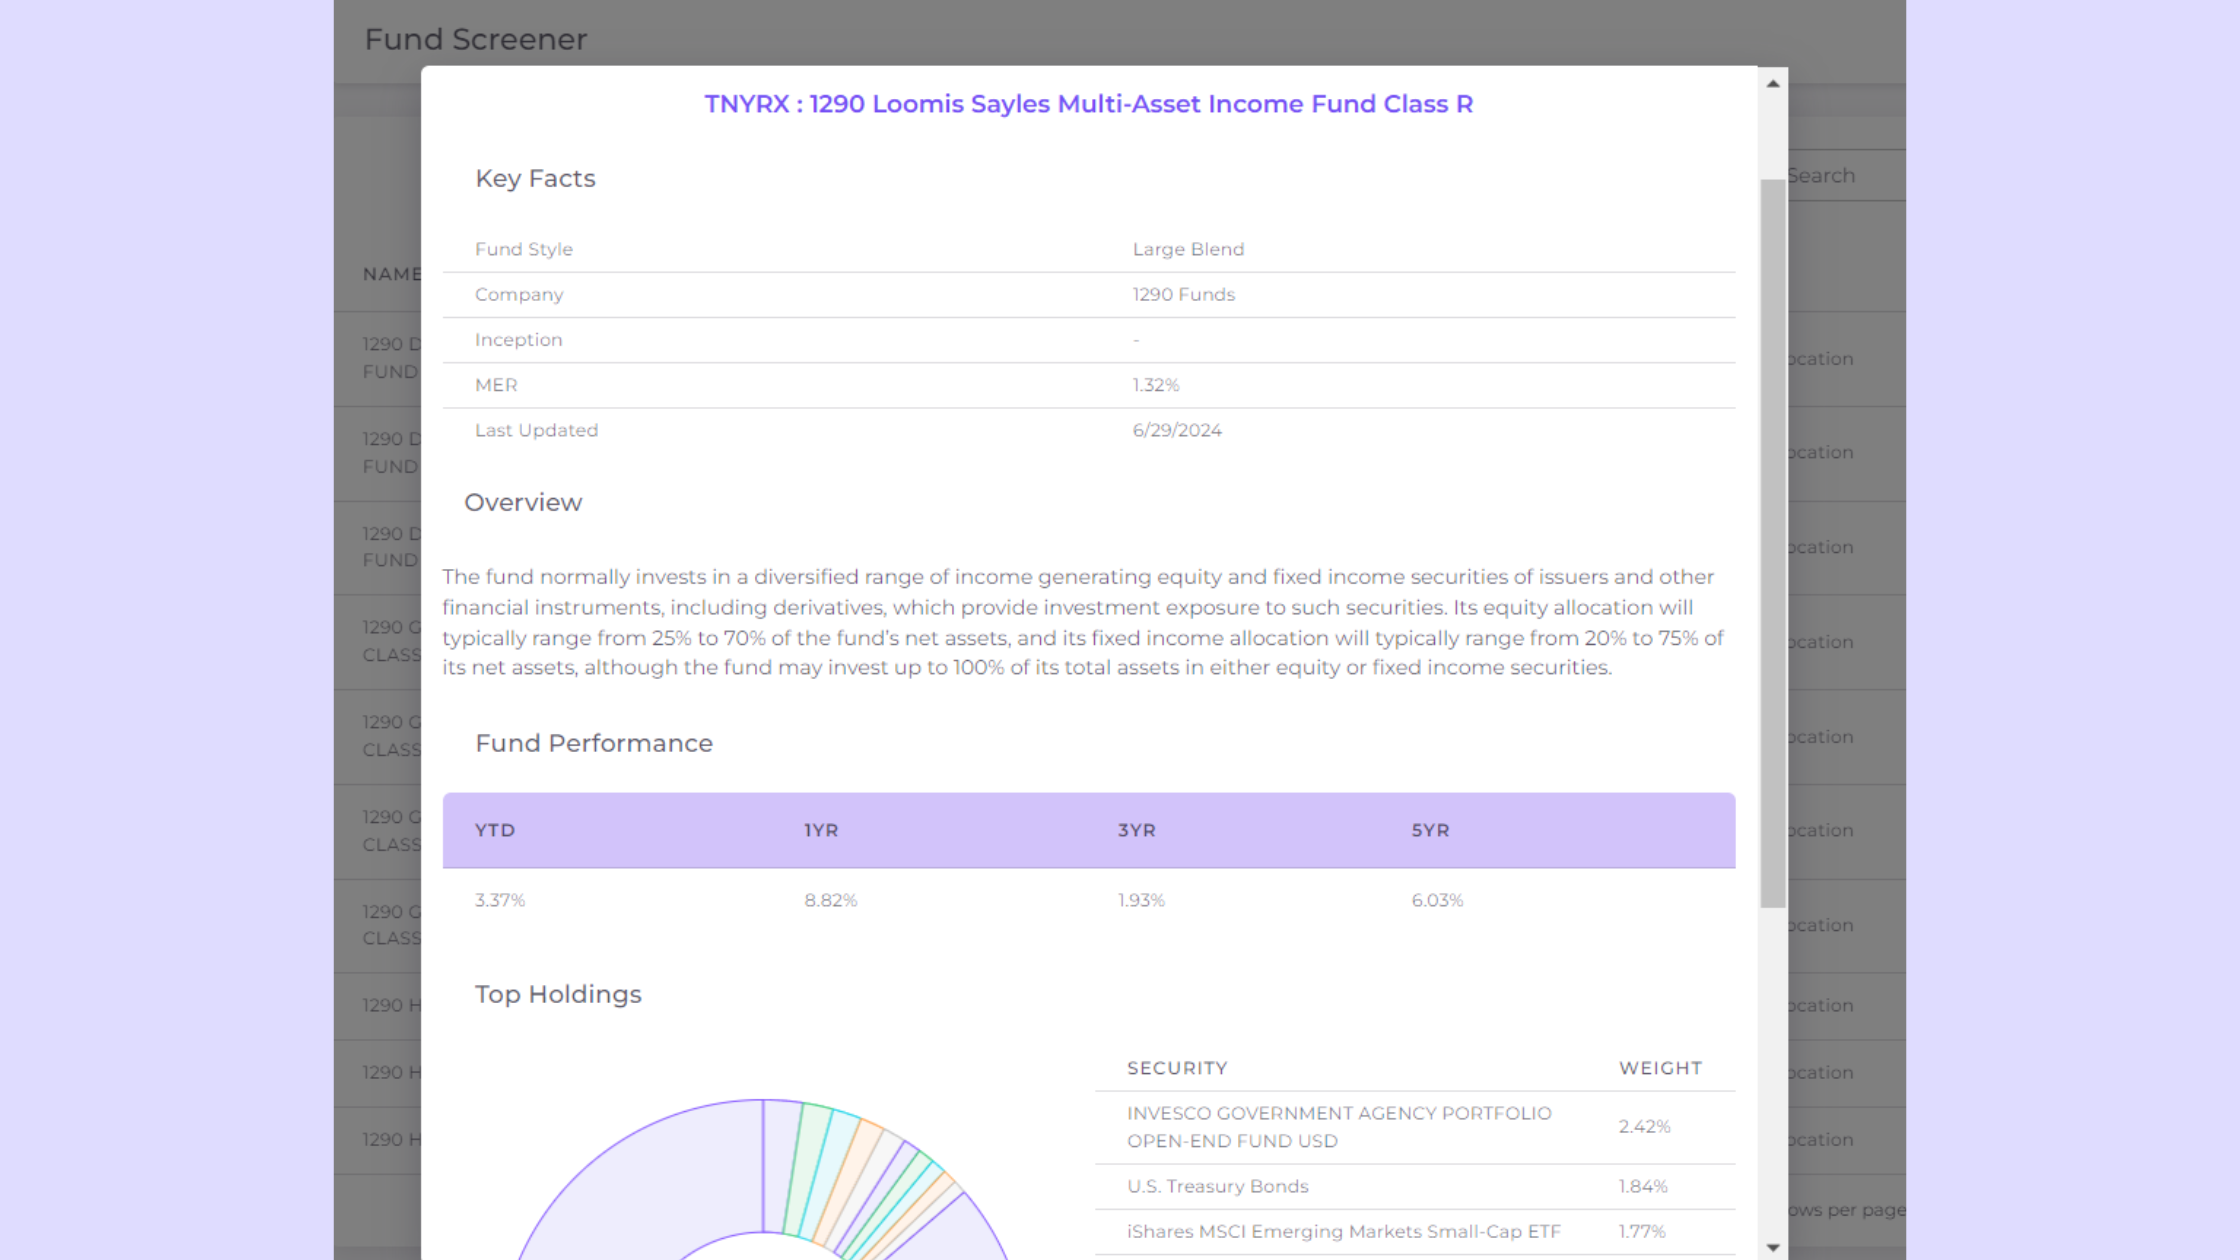 Fund Screener
TNYRX : 1290 Loomis Sayles Multi-Asset Income Fund Class R
Search
Key Facts
Fund Style Large Blend
Company 1290 Funds
Inception -
MER 1.32%
Last Updated 6/29/2024
Overview
The fund normally invests in a diversified range of income generating equity and fixed income securities of issuers and other
financial instruments, including derivatives, which provide investment exposure to such securities. Its equity allocation will
typically range from 25% to 70% of the fund’s net assets, and its fixed income allocation will typically range from 20% to 75% of
its net assets, although the fund may invest up to 100% of its total assets in either equity or fixed income securities.
Fund Performance
YTD 1YR 3YR 5YR
3.37% 8.82% 1.93% 6.03%
Top Holdings
SECURITY WEIGHT
INVESCO GOVERNMENT AGENCY PORTFOLIO
OPEN-END FUND USD 2.42%
U.S. Treasury Bonds 1.84%
iShares MSCI Emerging Markets Small-Cap ETF 1.77%
NAME
1290 D
FUND
1290 D
FUND
1290 D
FUND
1290 G
CLASS
1290 G
CLASS
1290 G
CLASS
1290 G
CLASS
1290 H
1290 H
1290 H
ocation
ocation
ocation
ocation
ocation
ocation
ocation
ocation
ocation
ocation
ows per page